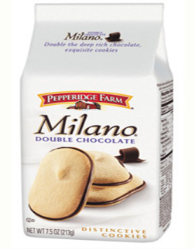 Milano
Double the deep rich chocolate,
exquisite cookies
PEPPERIDGE FARM
Milano
DOUBLE CHOCOLATE
DISTINCTIVE
COOKIES
NET WT 7.5 OZ (213g)